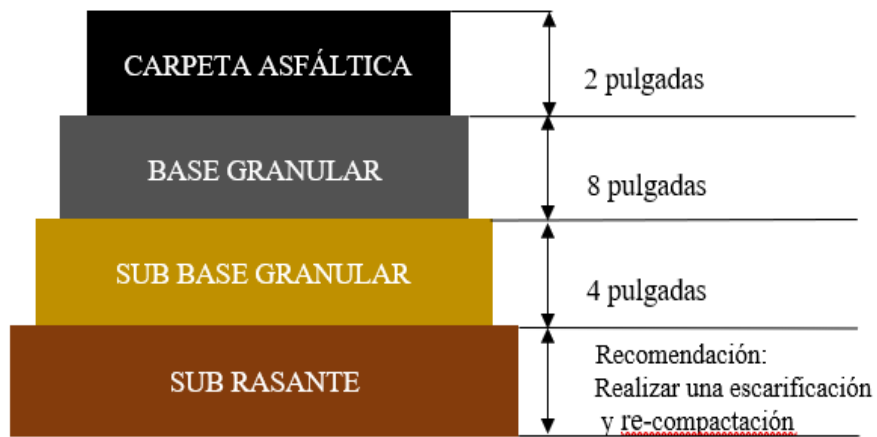 CARPETA ASFÁLTICA
2 pulgadas
BASE GRANULAR
8 pulgadas
SUB BASE GRANULAR
4 pulgadas
SUB RASANTE
Recomendación:
Realizar una escarificación
y re-compactación